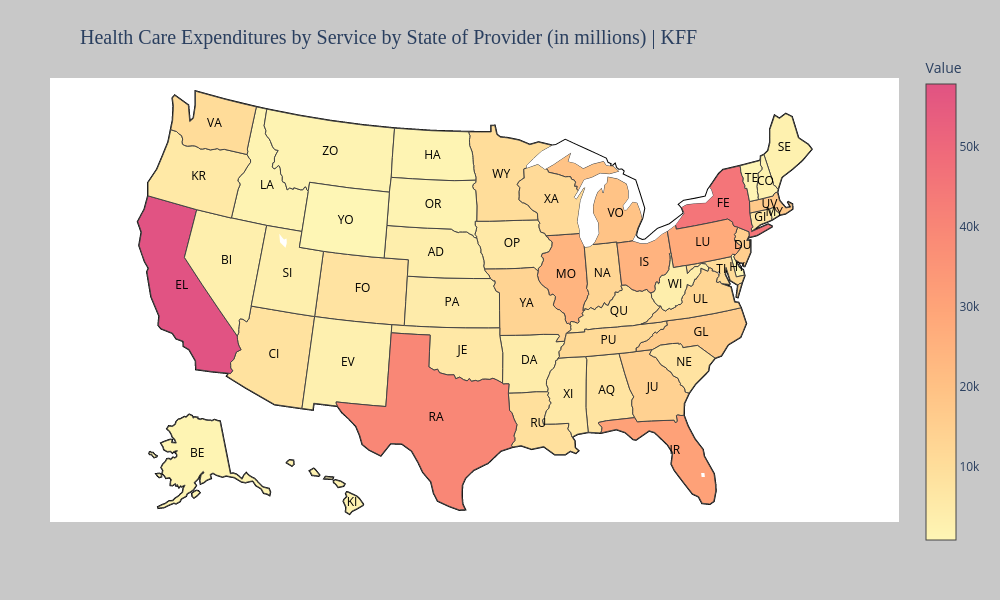 Health Care Expenditures by Service by State of Provider (in millions) | KFF
Value
50k
40k
30k
20k
10k
VA
ZO
HA
SE
KR
LA
WY
TE
CO
XA
OR
FE
UV
MY
YO
VO
GI
AD
OP
LU
DU
BI
SI
MO
NA
IS
TI
HY
EL
FO
WI
PA
YA
QU
UL
CI
EV
JE
DA
PU
GL
NE
XI
AQ
JU
RA
RU
IR
BE
KI